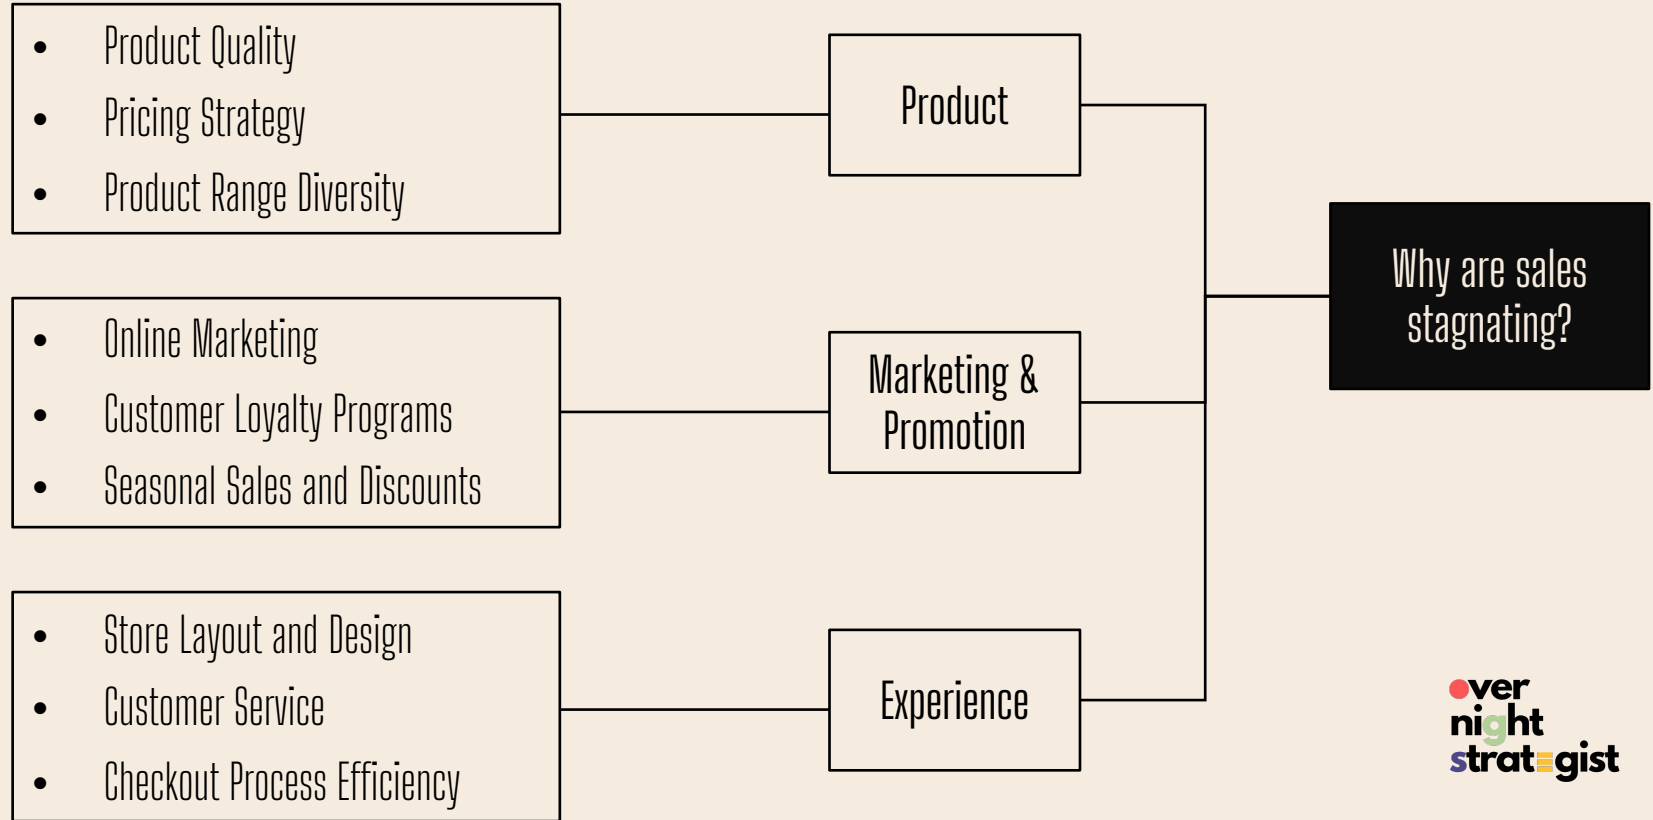 Product Quality
Pricing Strategy
Product Range Diversity
Product
Why are sales
stagnating?
Online Marketing
Customer Loyalty Programs
Seasonal Sales and Discounts
Marketing &
Promotion
Store Layout and Design
Customer Service
Checkout Process Efficiency
Experience
over
night
strategist